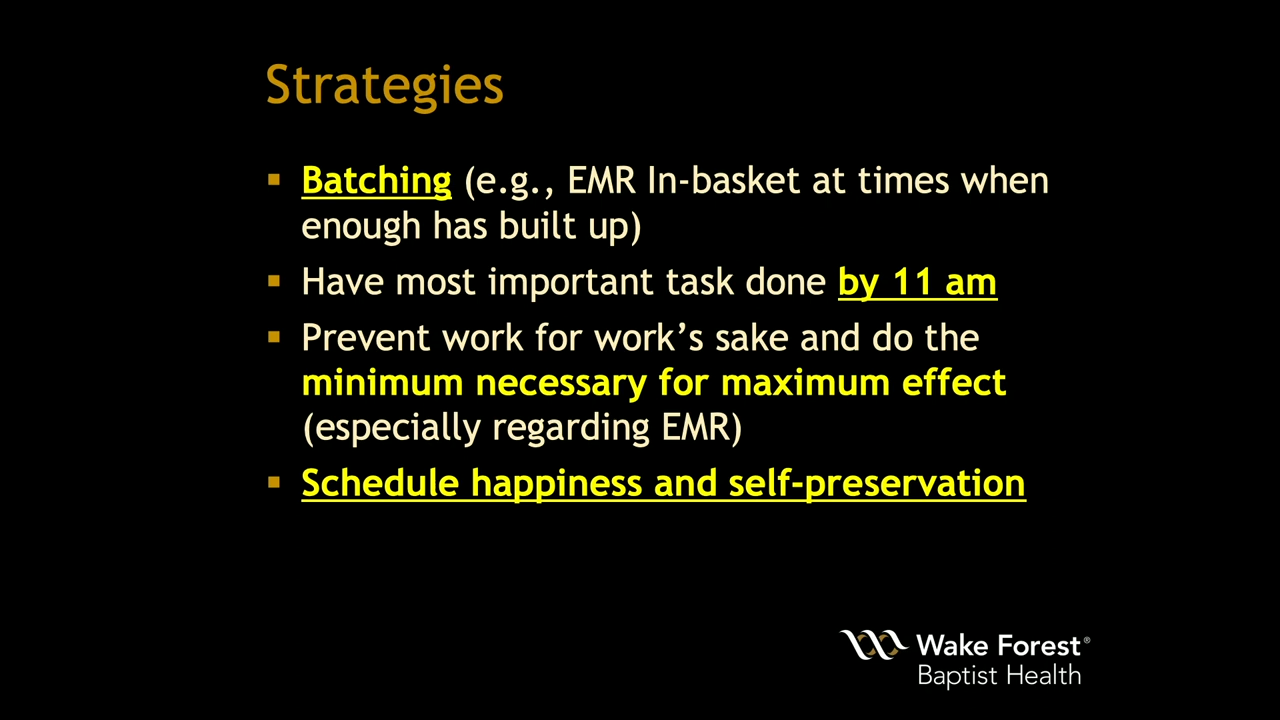 Strategies
▪ Batching (e.g., EMR In-basket at times when
enough has built up)
▪ Have most important task done by 11 am
▪ Prevent work for work’s sake and do the
minimum necessary for maximum effect
(especially regarding EMR)
▪ Schedule happiness and self-preservation
Wake Forest®
Baptist Health